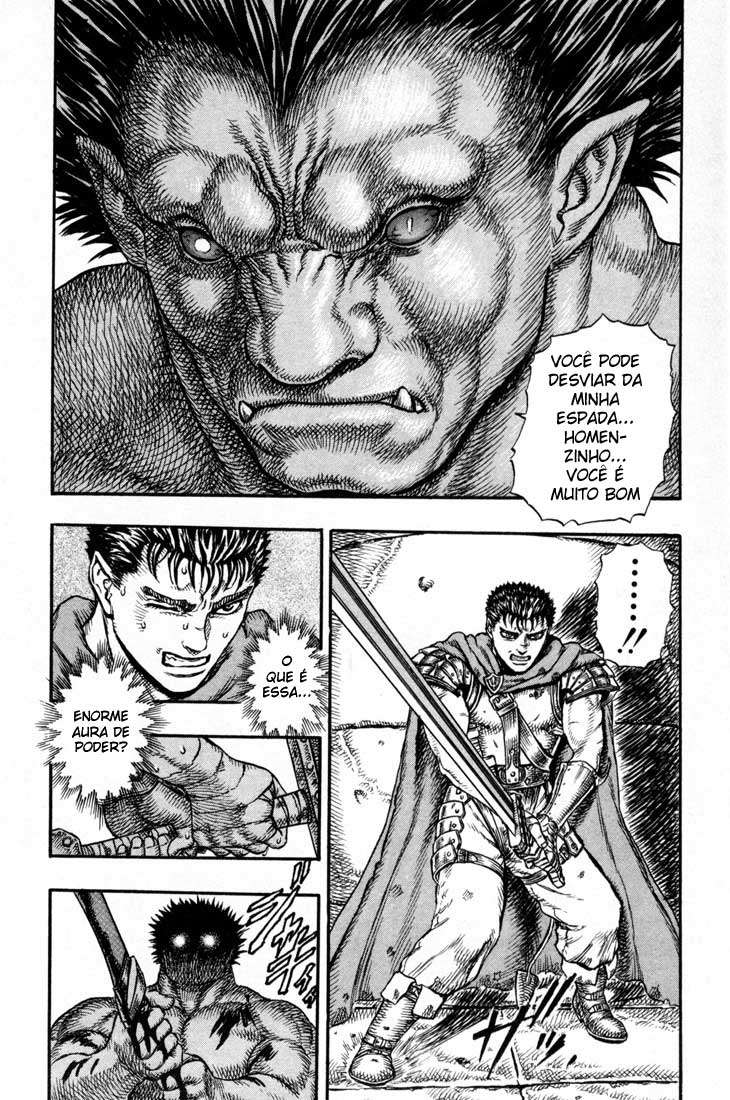 VOCÊ PODE
DESVIAR DA
MINHA
ESPADA...
HOMEN-
ZINHO...
VOCÊ É
MUITO BOM
O
QUE É
ESSA...
ENORME
AURA DE
PODER?
......!!